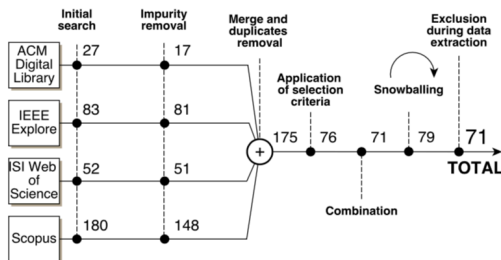 Initial
search
Impurity
removal
Merge and
duplicates
removal
Exclusion
during data
extraction
ACM
Digital
Library
27
17
Application
of selection
criteria
Snowballing
IEEE
Explore
83
81
175
76
71
79
71
TOTAL
ISI Web
of
Science
52
51
Combination
Scopus
180
148